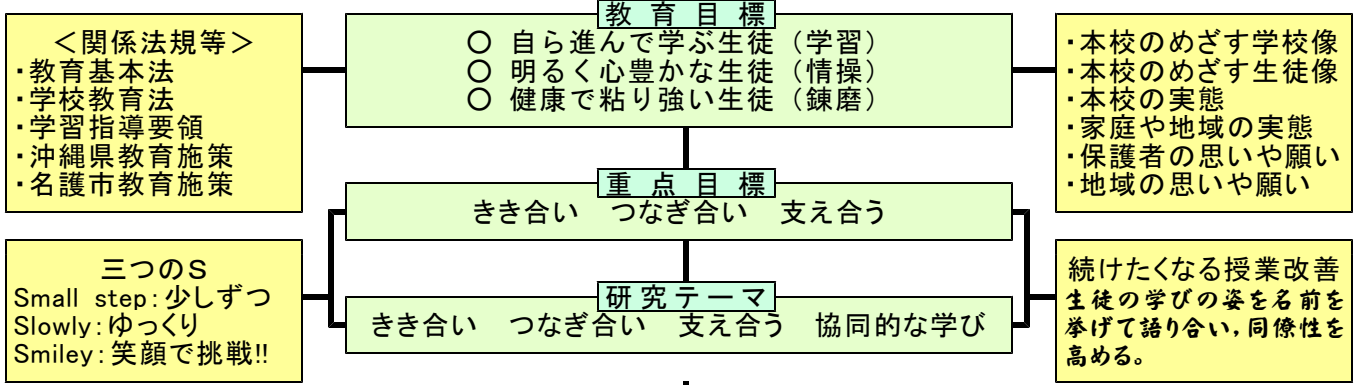 教育目標
○ 自ら進んで学ぶ生徒（学習）
○ 明るく心豊かな生徒（情操）
○ 健康で粘り強い生徒（錬磨）
＜関係法規等＞
・教育基本法
・学校教育法
・学習指導要領
・沖縄県教育施策
・名護市教育施策
・本校のめざす学校像
・本校のめざす生徒像
・本校の実態
・家庭や地域の実態
・保護者の思いや願い
・地域の思いや願い
重点目標
きき合い　つなぎ合い　支え合う
三つのＳ
Small step：少しずつ
Slowly：ゆっくり
Smiley：笑顔で挑戦!!
研究テーマ
きき合い　つなぎ合い　支え合う　協同的な学び
続けたくなる授業改善
生徒の学びの姿を名前を
挙げて語り合い，同僚性を
高める。